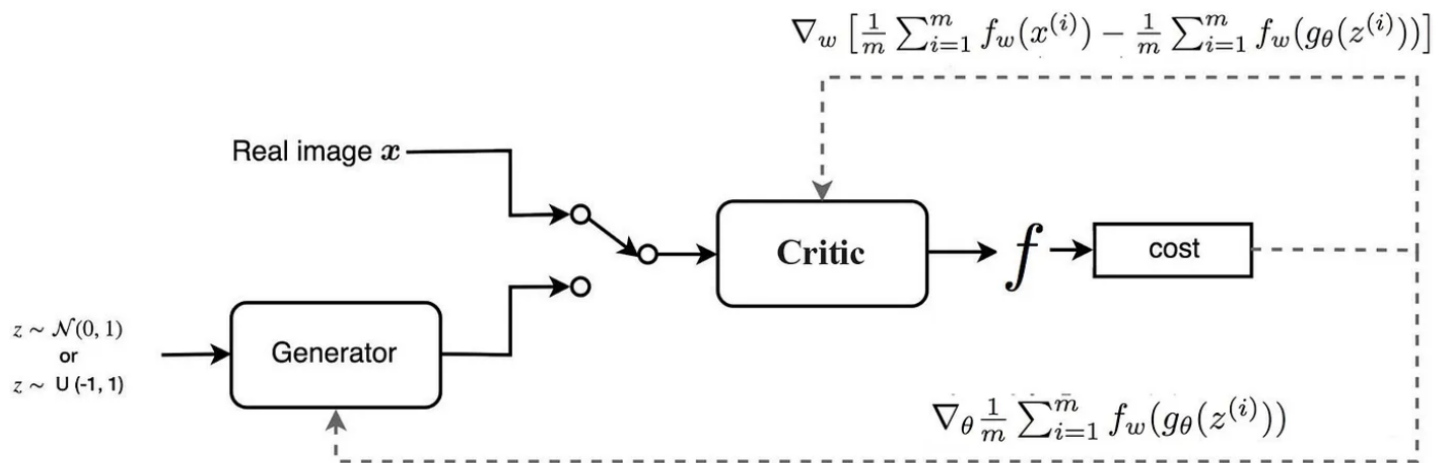 ∇_w [1/m ∑_{i=1}^{m} f_w(x^{(i)}) − 1/m ∑_{i=1}^{m} f_w(g_θ(z^{(i)}))]
Real image x
Critic
f
cost
z ~ 𝒩(0, 1)
or
z ~ U (-1, 1)
Generator
∇_θ 1/m ∑_{i=1}^{m} f_w(g_θ(z^{(i)}))